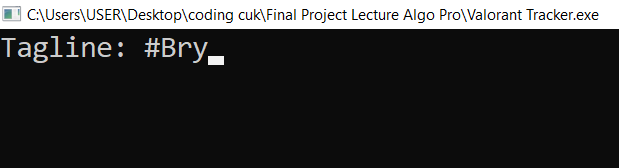 C:\Users\USER\Desktop\coding cuk\Final Project Lecture Algo Pro\Valorant Tracker.exe
Tagline: #Bry